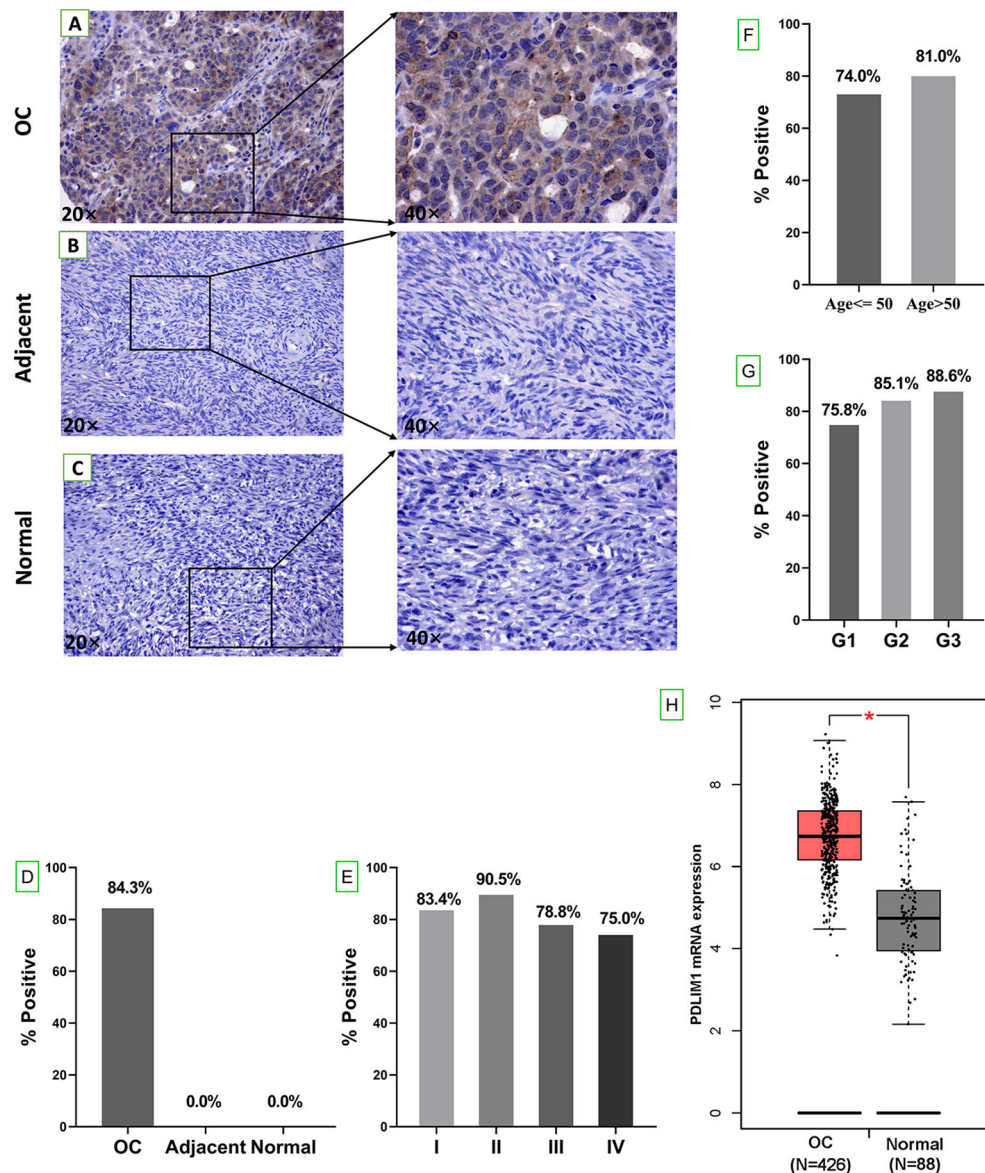 A
OC
20×
40×
B
Adjacent
20×
40×
C
Normal
20×
40×
D
% Positive
100
80
60
40
20
0
84.3%
0.0%
0.0%
OC
Adjacent
Normal
E
% Positive
100
80
60
40
20
0
83.4%
90.5%
78.8%
75.0%
I
II
III
IV
F
% Positive
100
80
60
40
20
0
74.0%
81.0%
Age<= 50
Age>50
G
% Positive
100
80
60
40
20
0
75.8%
85.1%
88.6%
G1
G2
G3
H
PDLIM1 mRNA expression
10
8
6
4
2
0
*
OC
(N=426)
Normal
(N=88)